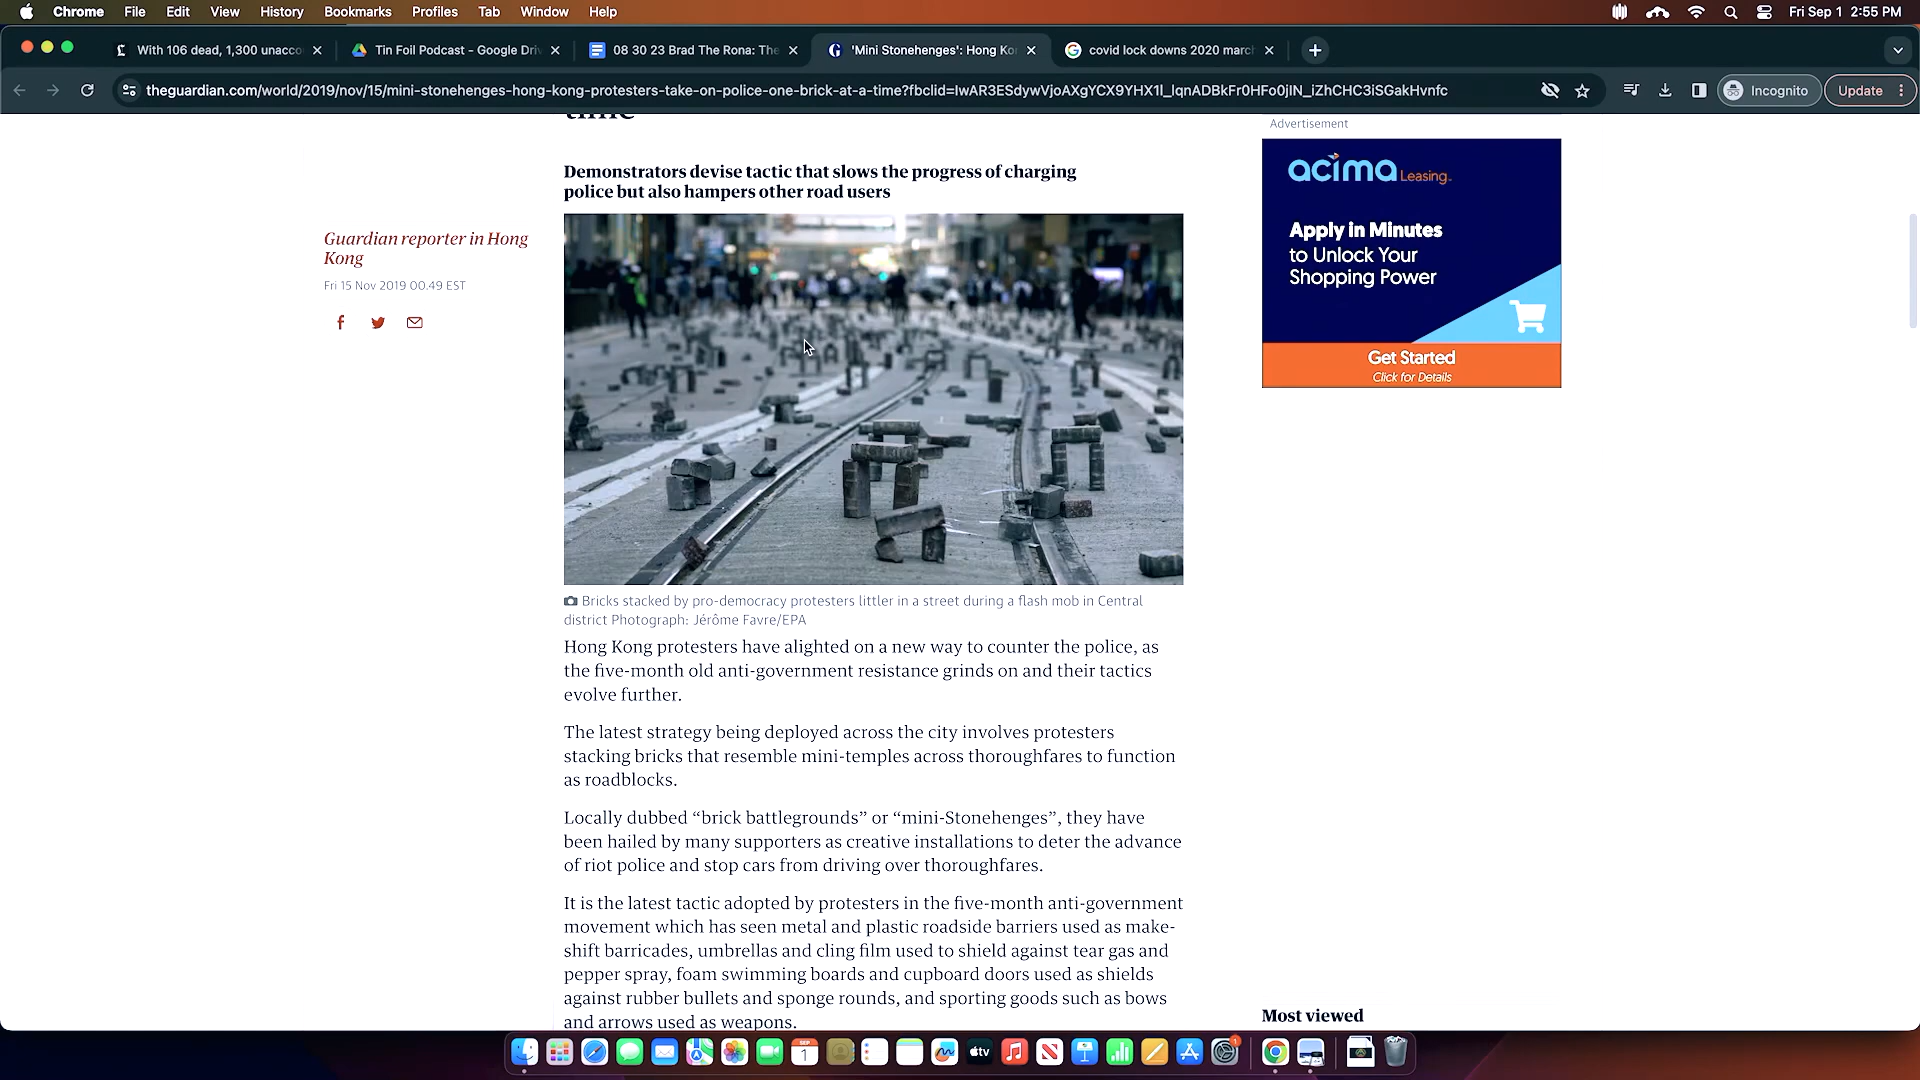 Chrome File Edit View History Bookmarks Profiles Tab Window Help Fri Sep 1 2:55 PM
With 106 dead, 1,300 unacco Tin Foil Podcast - Google Dri 08 30 23 Brad The Rona: The 'Mini Stonehenges': Hong Ko covid lock downs 2020 marc
theguardian.com/world/2019/nov/15/mini-stonehenges-hong-kong-protesters-take-on-police-one-brick-at-a-time?fbclid= Incognito Update
time
Advertisement
Demonstrators devise tactic that slows the progress of charging
police but also hampers other road users
Guardian reporter in Hong
Kong
Fri 15 Nov 2019 00.49 EST
acima Leasing
Apply in Minutes
to Unlock Your
Shopping Power
Get Started
Click for Details
Bricks stacked by pro-democracy protesters littler in a street during a flash mob in Central
district Photograph: Jérôme Favre/EPA
Hong Kong protesters have alighted on a new way to counter the police, as
the five-month old anti-government resistance grinds on and their tactics
evolve further.
The latest strategy being deployed across the city involves protesters
stacking bricks that resemble mini-temples across thoroughfares to function
as roadblocks.
Locally dubbed “brick battlegrounds” or “mini-Stonehenges”, they have
been hailed by many supporters as creative installations to deter the advance
of riot police and stop cars from driving over thoroughfares.
It is the latest tactic adopted by protesters in the five-month anti-government
movement which has seen metal and plastic roadside barriers used as make-
shift barricades, umbrellas and cling film used to shield against tear gas and
pepper spray, foam swimming boards and cupboard doors used as shields
against rubber bullets and sponge rounds, and sporting goods such as bows
and arrows used as weapons.
Most viewed
SEP
1
tv
1